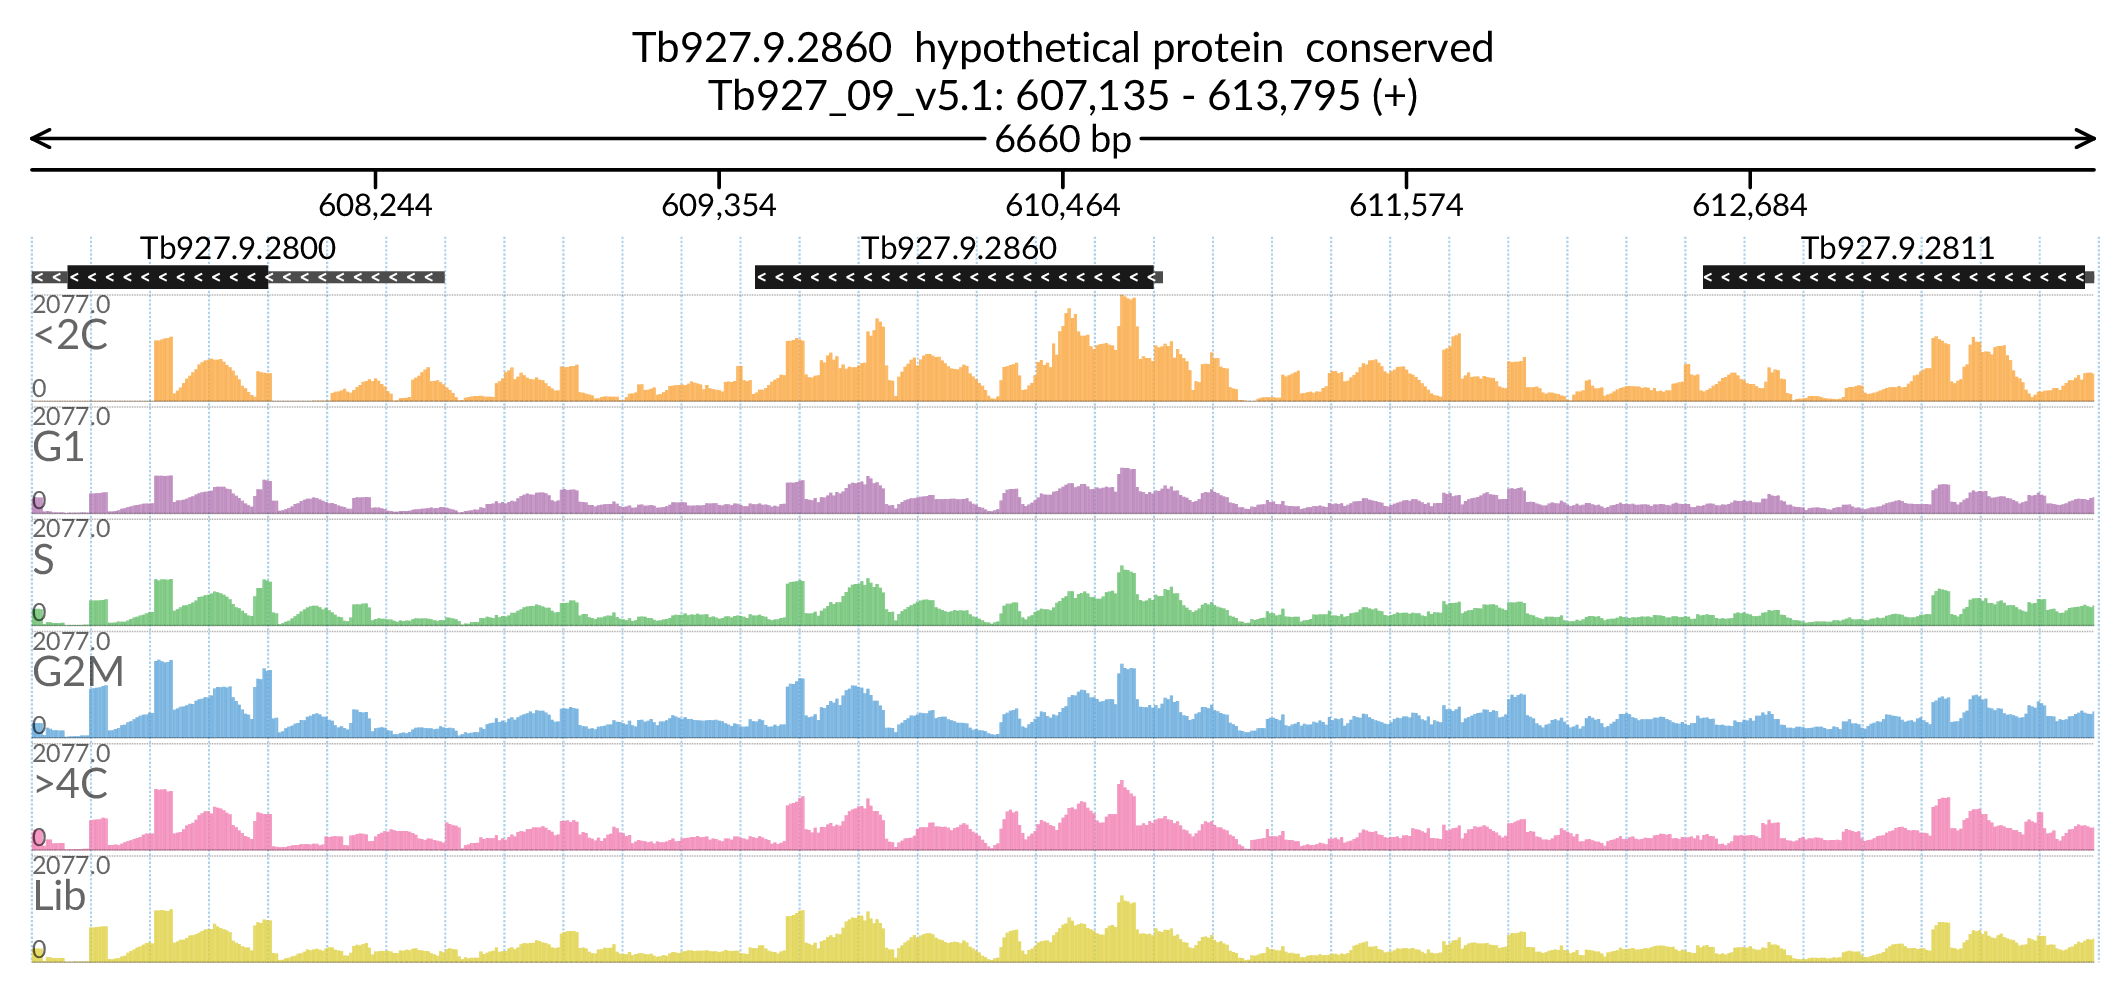 Tb927.9.2860  hypothetical protein  conserved
Tb927_09_v5.1: 607,135 - 613,795 (+)
6660 bp
608,244 609,354 610,464 611,574 612,684
Tb927.9.2800 Tb927.9.2860 Tb927.9.2811
2077.0
<2C
0
2077.0
G1
0
2077.0
S
0
2077.0
G2M
0
2077.0
>4C
0
2077.0
Lib
0